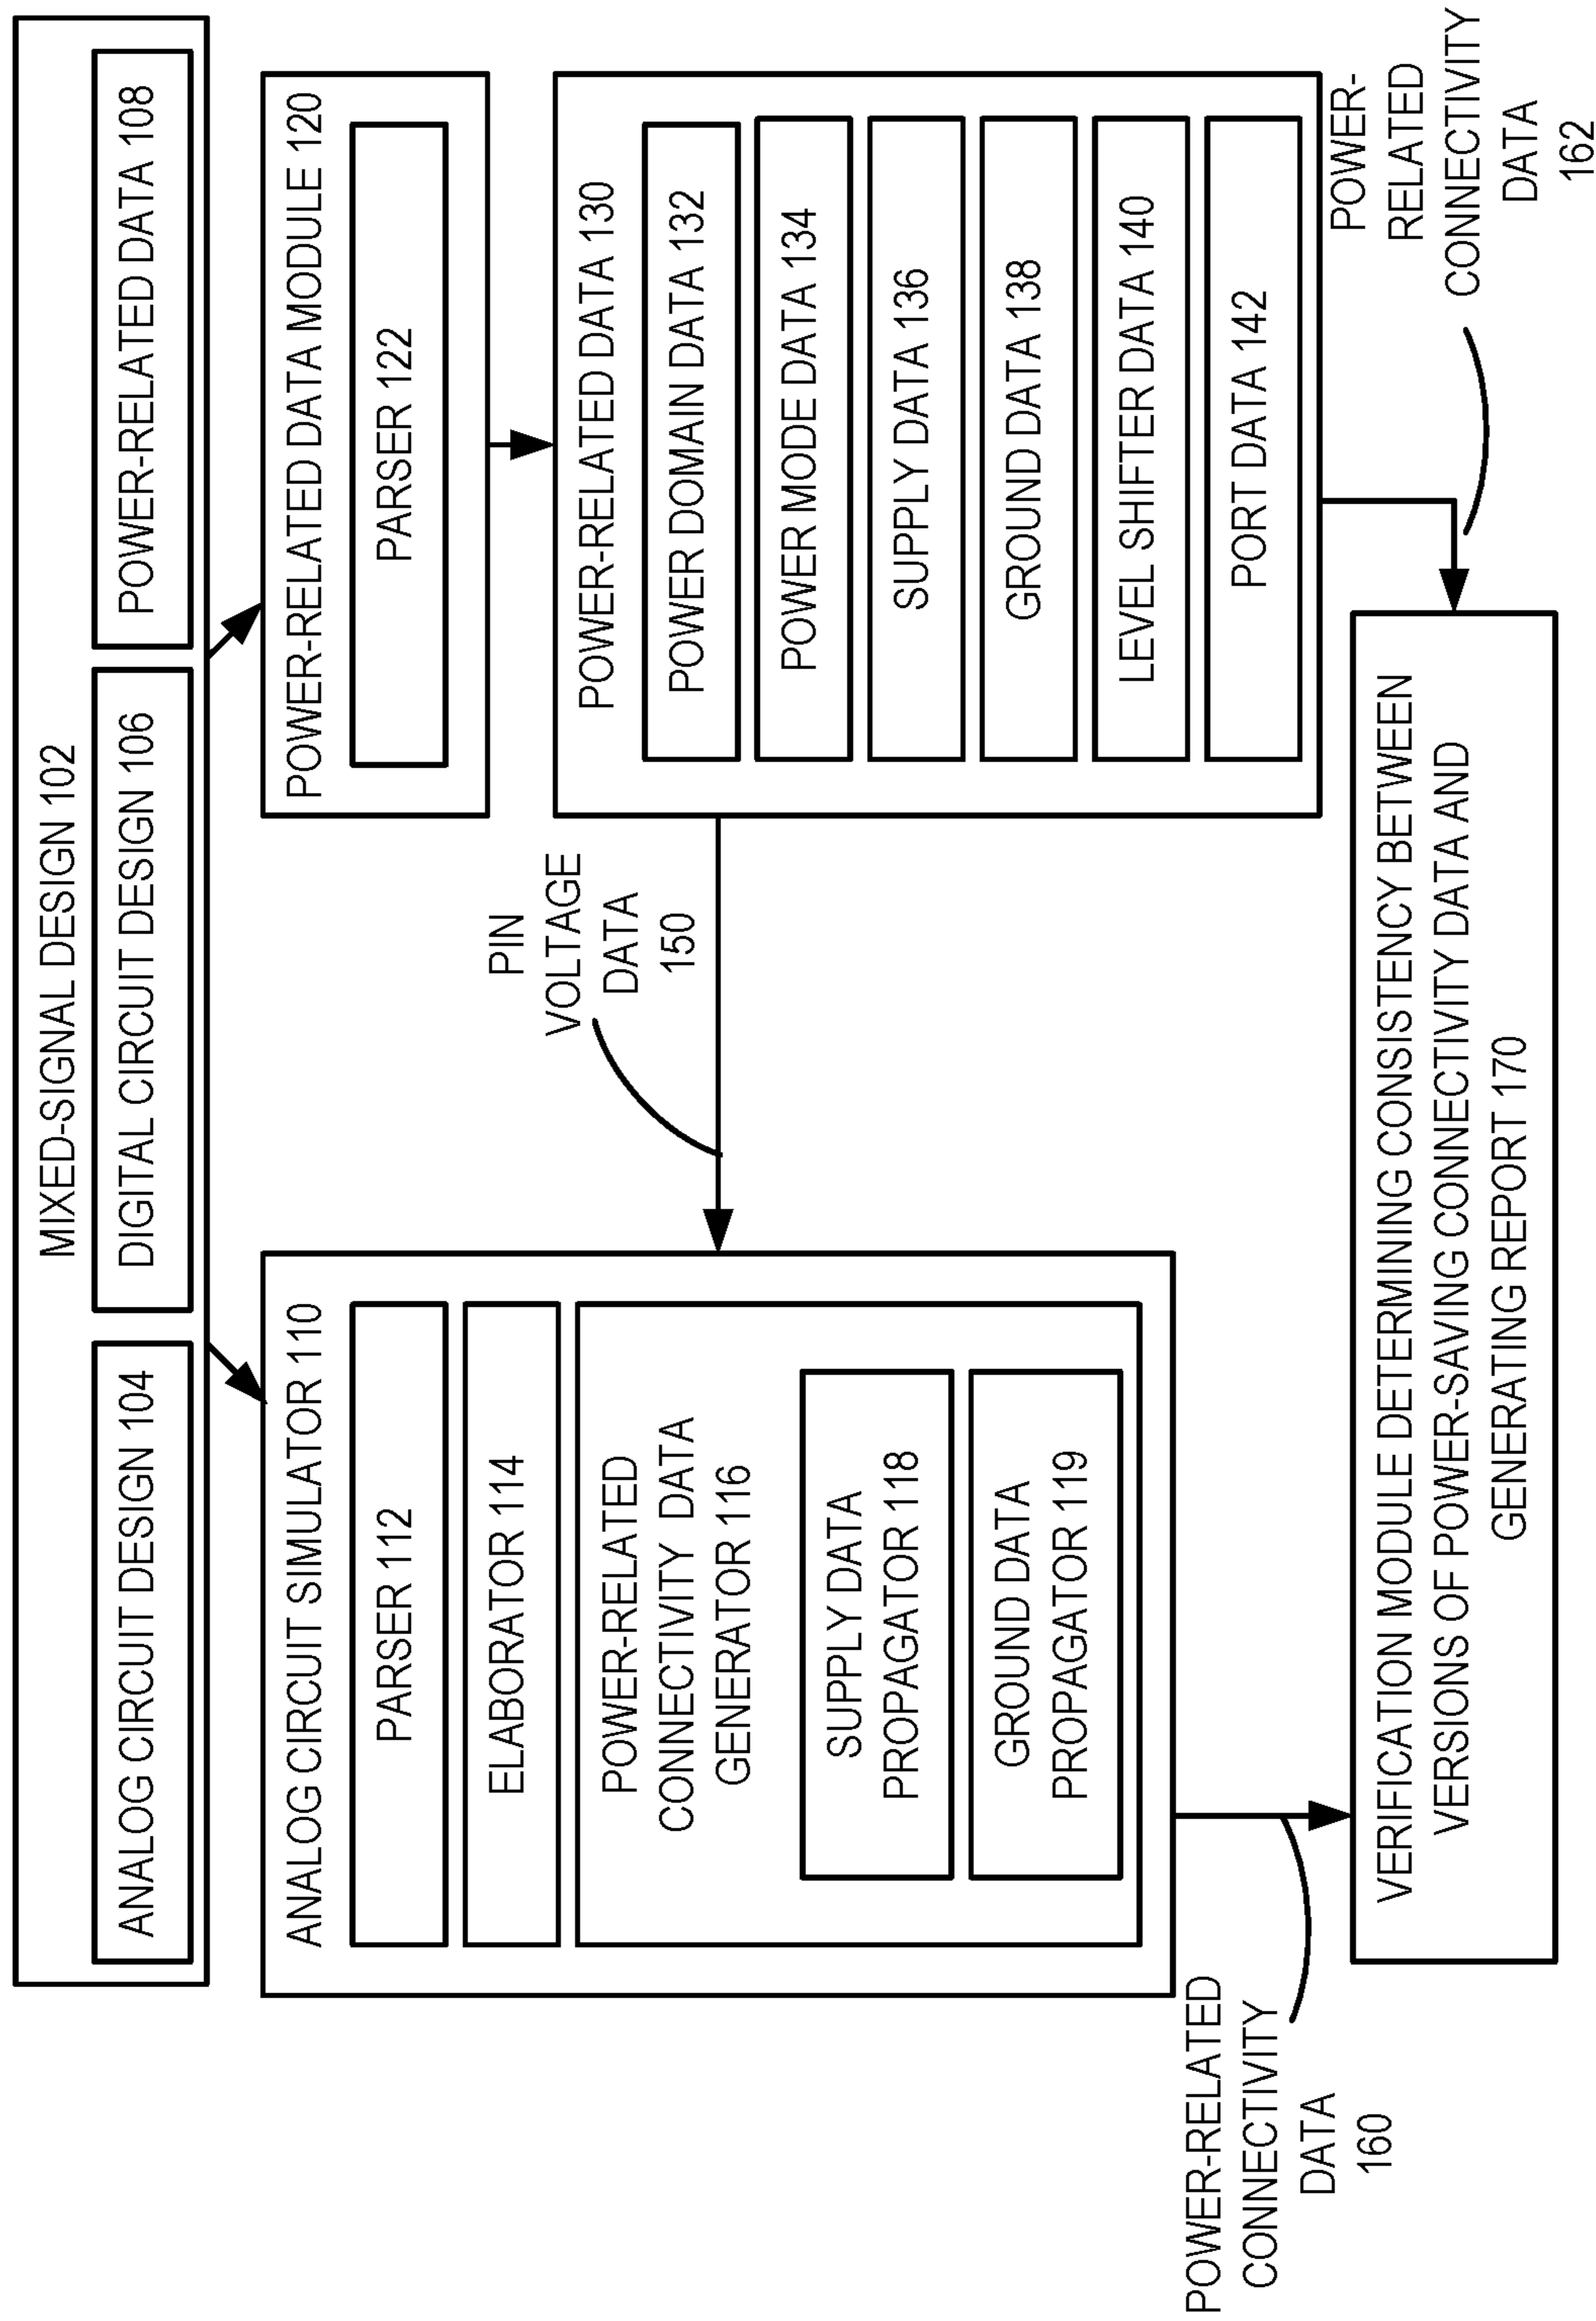 MIXED-SIGNAL DESIGN 102
ANALOG CIRCUIT DESIGN 104
DIGITAL CIRCUIT DESIGN 106
POWER-RELATED DATA 108
ANALOG CIRCUIT SIMULATOR 110
PARSER 112
ELABORATOR 114
POWER-RELATED
CONNECTIVITY DATA
GENERATOR 116
SUPPLY DATA
PROPAGATOR 118
GROUND DATA
PROPAGATOR 119
PIN
VOLTAGE
DATA
150
POWER-RELATED DATA MODULE 120
PARSER 122
POWER-RELATED DATA 130
POWER DOMAIN DATA 132
POWER MODE DATA 134
SUPPLY DATA 136
GROUND DATA 138
LEVEL SHIFTER DATA 140
PORT DATA 142
POWER-RELATED
CONNECTIVITY
DATA
160
POWER-
RELATED
CONNECTIVITY
DATA
162
VERIFICATION MODULE DETERMINING CONSISTENCY BETWEEN
VERSIONS OF POWER-SAVING CONNECTIVITY DATA AND
GENERATING REPORT 170